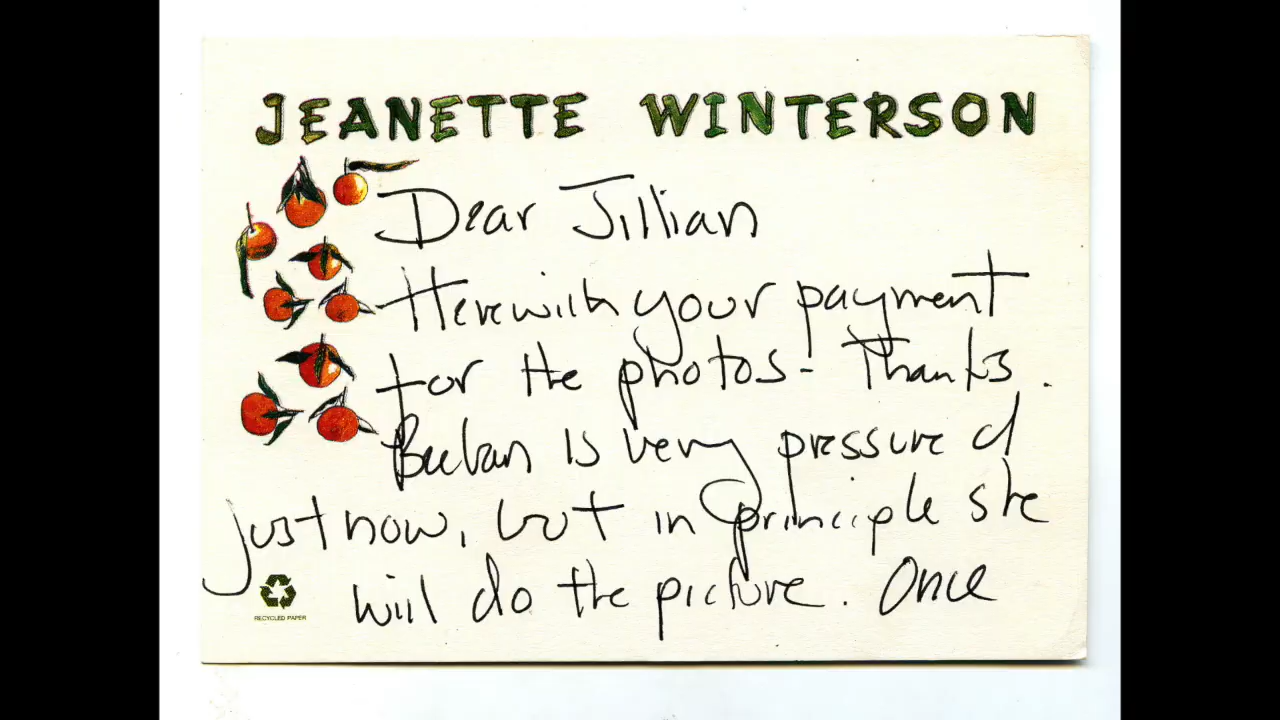 JEANETTE WINTERSON
Dear Jillian
Herewith your payment
for the photos - Thanks.
Beeban is very pressured
just now, but in principle she
will do the picture. Once
RECYCLED PAPER